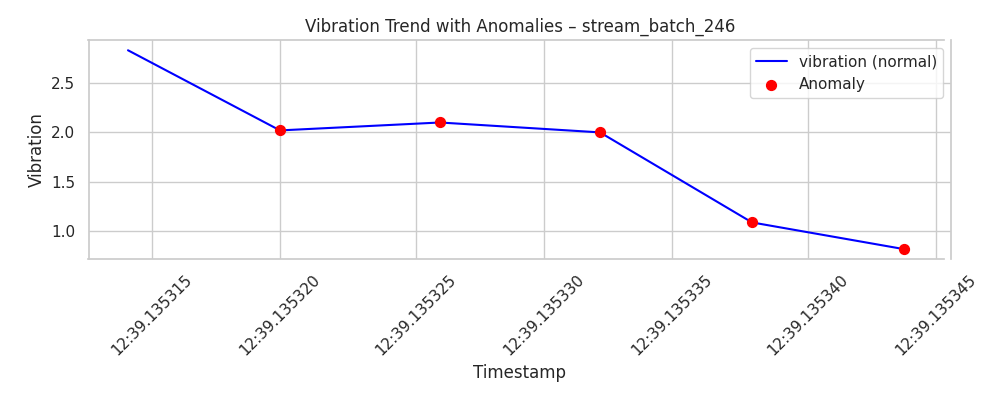 Vibration Trend with Anomalies – stream_batch_246
vibration (normal)
Anomaly
Vibration
2.5
2.0
1.5
1.0
12:39.135315
12:39.135320
12:39.135325
12:39.135330
12:39.135335
12:39.135340
12:39.135345
Timestamp